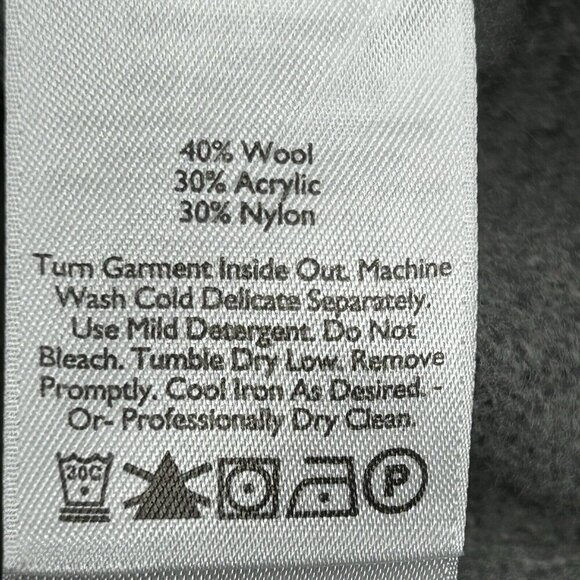 40% Wool
30% Acrylic
30% Nylon
Turn Garment Inside Out. Machine
Wash Cold Delicate Separately.
Use Mild Detergent. Do Not
Bleach. Tumble Dry Low. Remove
Promptly. Cool Iron As Desired. -
Or- Professionally Dry Clean.
30C P